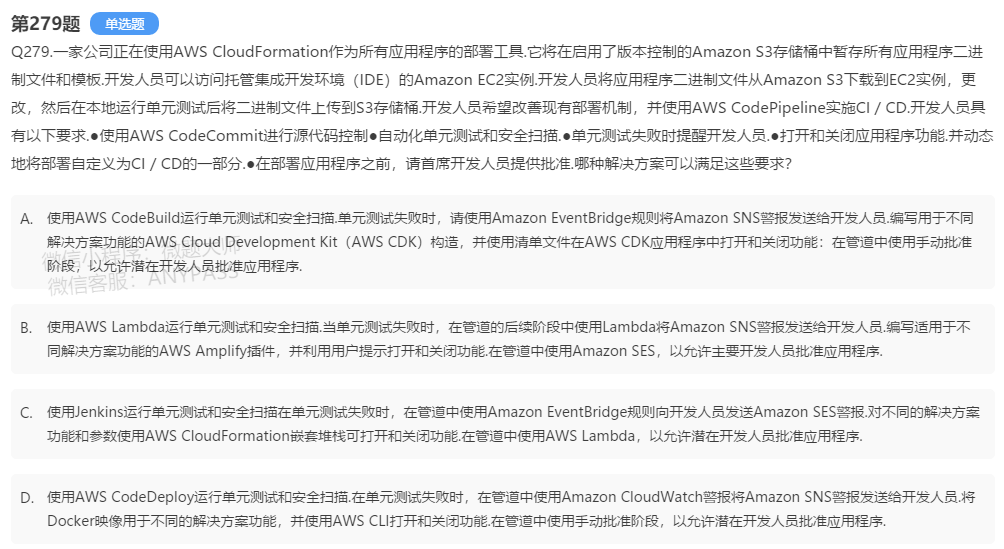 第279题 单选题
Q279.一家公司正在使用AWS CloudFormation作为所有应用程序的部署工具.它将在启用了版本控制的Amazon S3存储桶中暂存所有应用程序二进
制文件和模板.开发人员可以访问托管集成开发环境（IDE）的Amazon EC2实例.开发人员将应用程序二进制文件从Amazon S3下载到EC2实例，更
改，然后在本地运行单元测试后将二进制文件上传到S3存储桶.开发人员希望改善现有部署机制，并使用AWS CodePipeline实施CI / CD.开发人员具
有以下要求.●使用AWS CodeCommit进行源代码控制●自动化单元测试和安全扫描.●单元测试失败时提醒开发人员.●打开和关闭应用程序功能.并动态
地将部署自定义为CI / CD的一部分.●在部署应用程序之前，请首席开发人员提供批准.哪种解决方案可以满足这些要求？
A. 使用AWS CodeBuild运行单元测试和安全扫描.单元测试失败时，请使用Amazon EventBridge规则将Amazon SNS警报发送给开发人员.编写用于不同
解决方案功能的AWS Cloud Development Kit（AWS CDK）构造，并使用清单文件在AWS CDK应用程序中打开和关闭功能：在管道中使用手动批准
阶段，以允许潜在开发人员批准应用程序.
微信小程序：微题大师
微信客服：ANYPASS
B. 使用AWS Lambda运行单元测试和安全扫描.当单元测试失败时，在管道的后续阶段中使用Lambda将Amazon SNS警报发送给开发人员.编写适用于不
同解决方案功能的AWS Amplify插件，并利用用户提示打开和关闭功能.在管道中使用Amazon SES，以允许主要开发人员批准应用程序.
C. 使用Jenkins运行单元测试和安全扫描在单元测试失败时，在管道中使用Amazon EventBridge规则向开发人员发送Amazon SES警报.对不同的解决方案
功能和参数使用AWS CloudFormation嵌套堆栈可打开和关闭功能.在管道中使用AWS Lambda，以允许潜在开发人员批准应用程序.
D. 使用AWS CodeDeploy运行单元测试和安全扫描.在单元测试失败时，在管道中使用Amazon CloudWatch警报将Amazon SNS警报发送给开发人员.将
Docker映像用于不同的解决方案功能，并使用AWS CLI打开和关闭功能.在管道中使用手动批准阶段，以允许潜在开发人员批准应用程序.